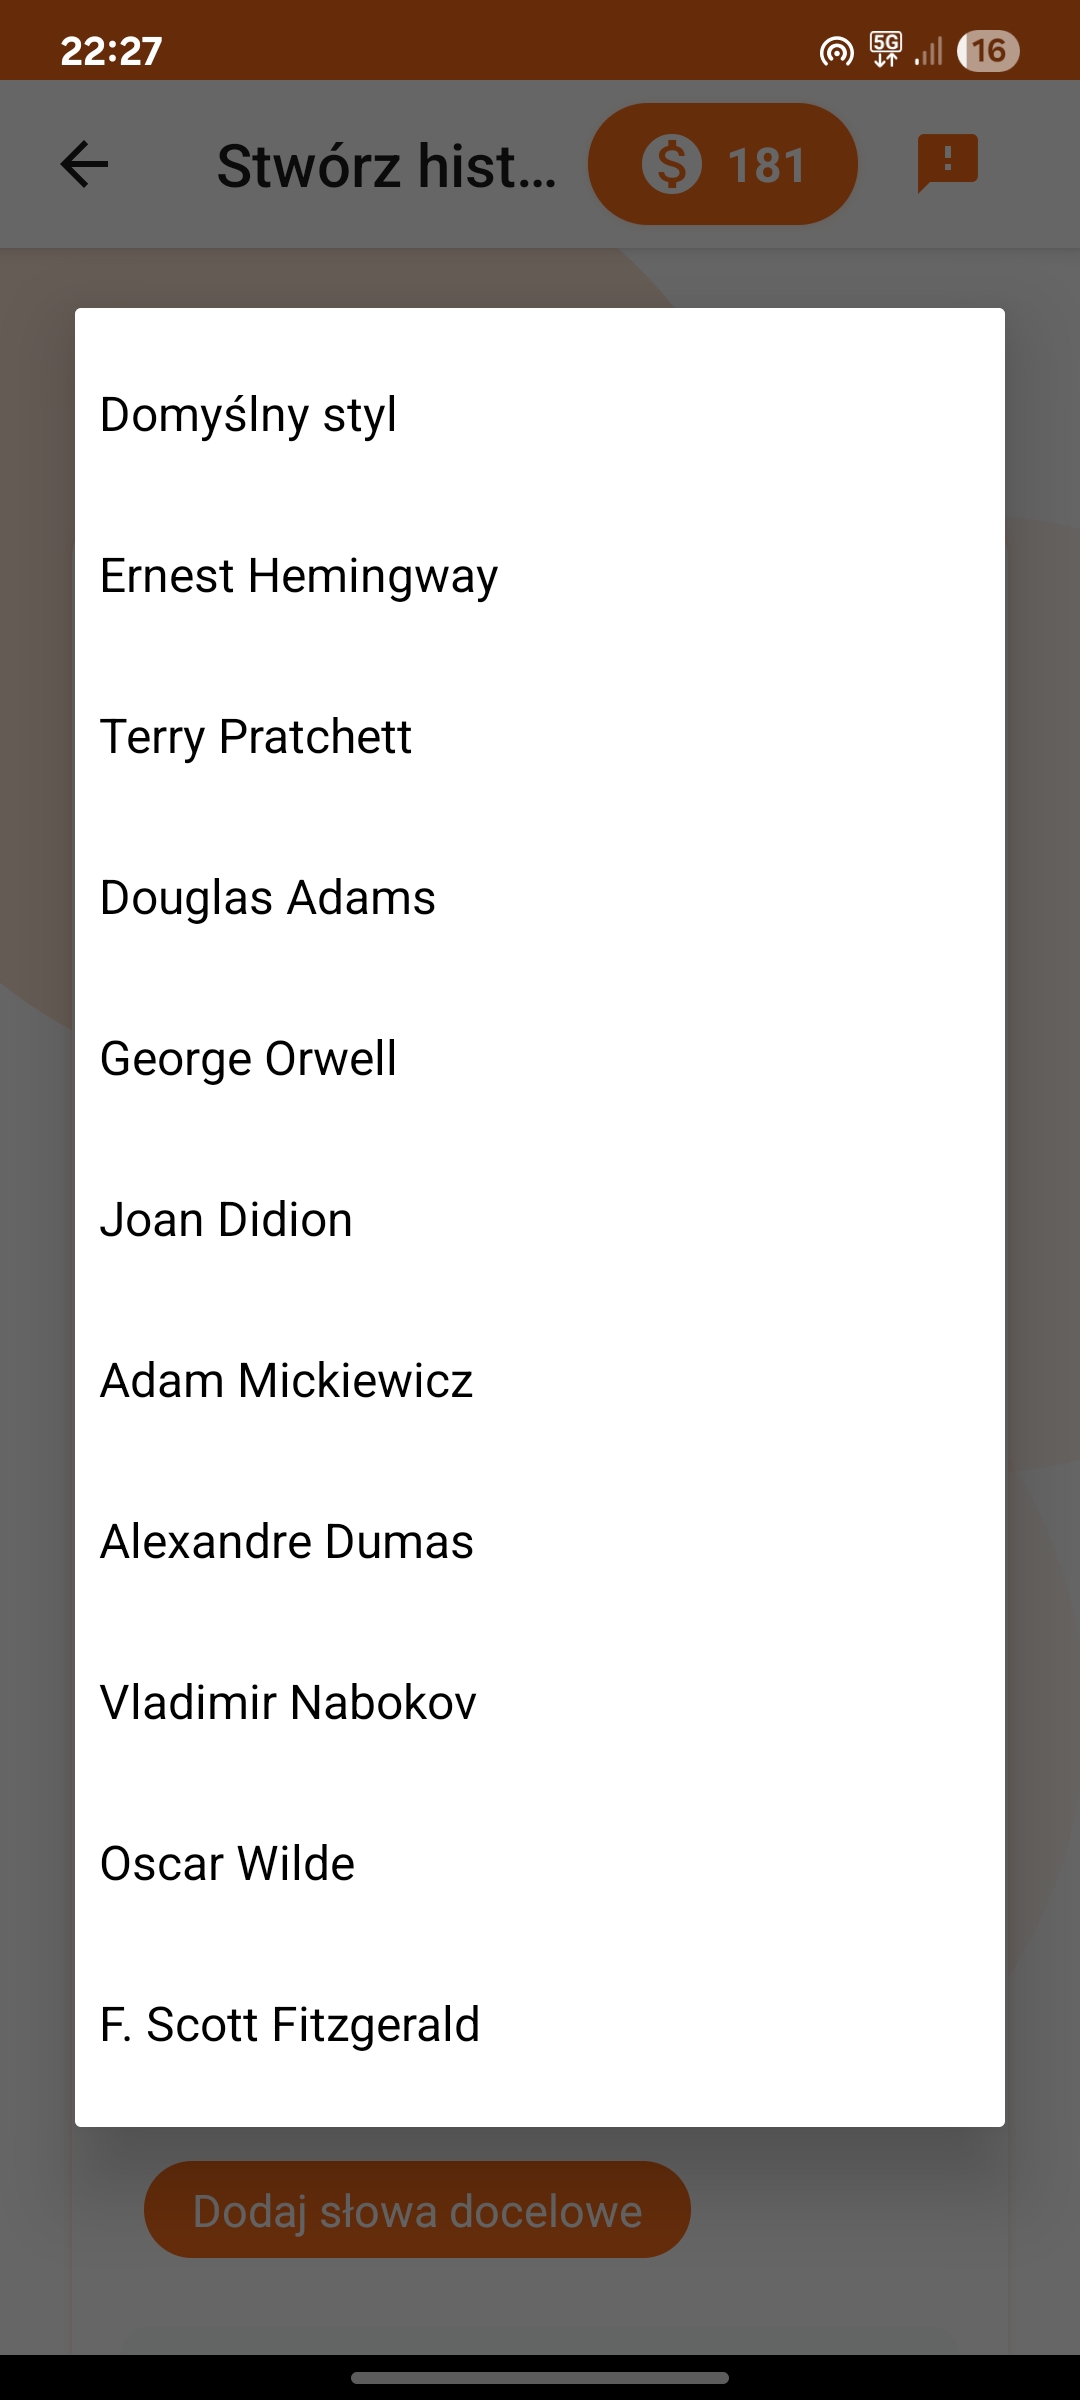 22:27
5G
16
Stwórz hist...
$ 181
Domyślny styl
Ernest Hemingway
Terry Pratchett
Douglas Adams
George Orwell
Joan Didion
Adam Mickiewicz
Alexandre Dumas
Vladimir Nabokov
Oscar Wilde
F. Scott Fitzgerald
Dodaj słowa docelowe